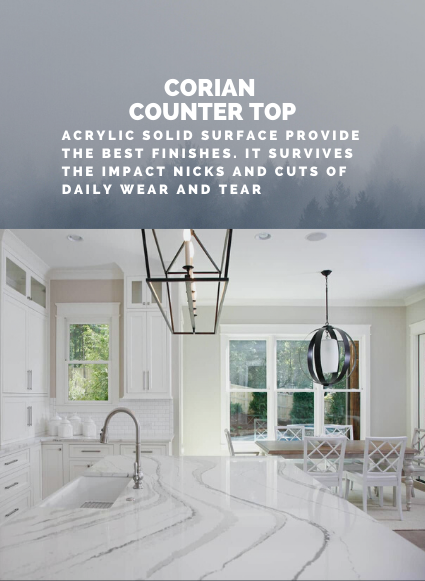 CORIAN
COUNTER TOP
ACRYLIC SOLID SURFACE PROVIDE
THE BEST FINISHES. IT SURVIVES
THE IMPACT NICKS AND CUTS OF
DAILY WEAR AND TEAR